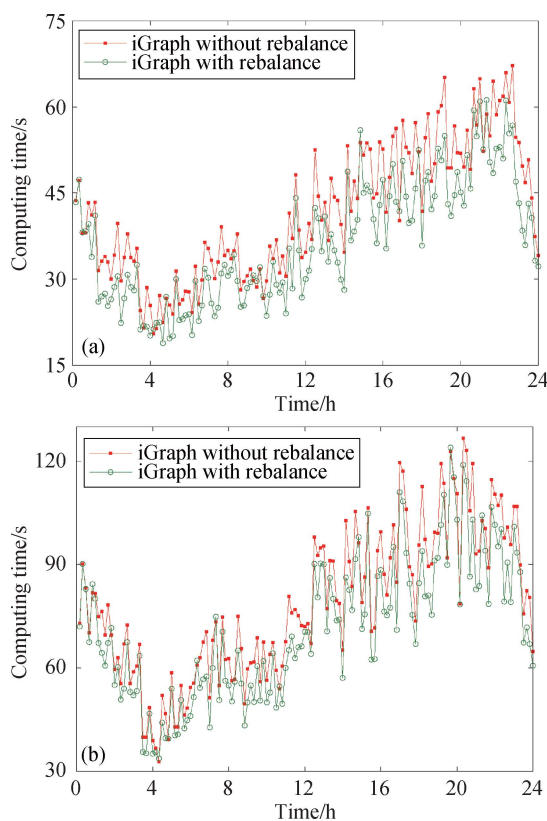 75
60
45
30
15
Computing time/s
iGraph without rebalance
iGraph with rebalance
(a)
0 4 8 12 16 20 24
Time/h
120
90
60
30
Computing time/s
iGraph without rebalance
iGraph with rebalance
(b)
0 4 8 12 16 20 24
Time/h